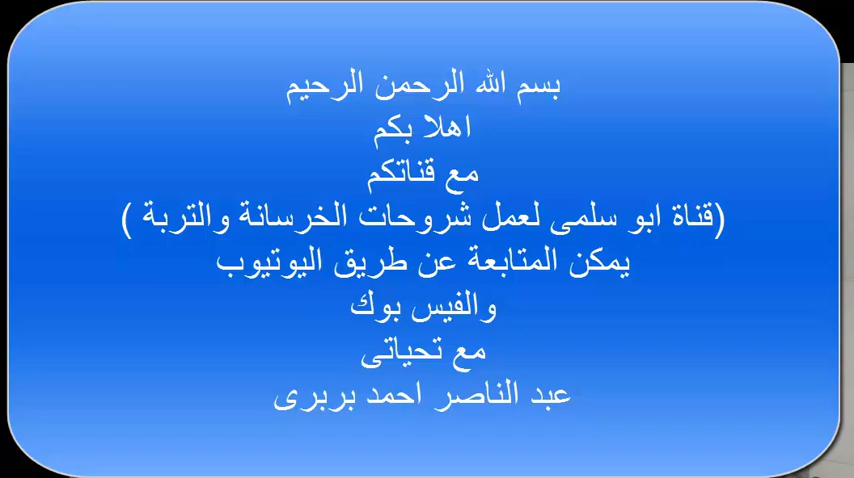 بسم الله الرحمن الرحيم
اهلا بكم
مع قناتكم
(قناة ابو سلمى لعمل شروحات الخرسانة والتربة )
يمكن المتابعة عن طريق اليوتيوب
والفيس بوك
مع تحياتى
عبد الناصر احمد بربرى